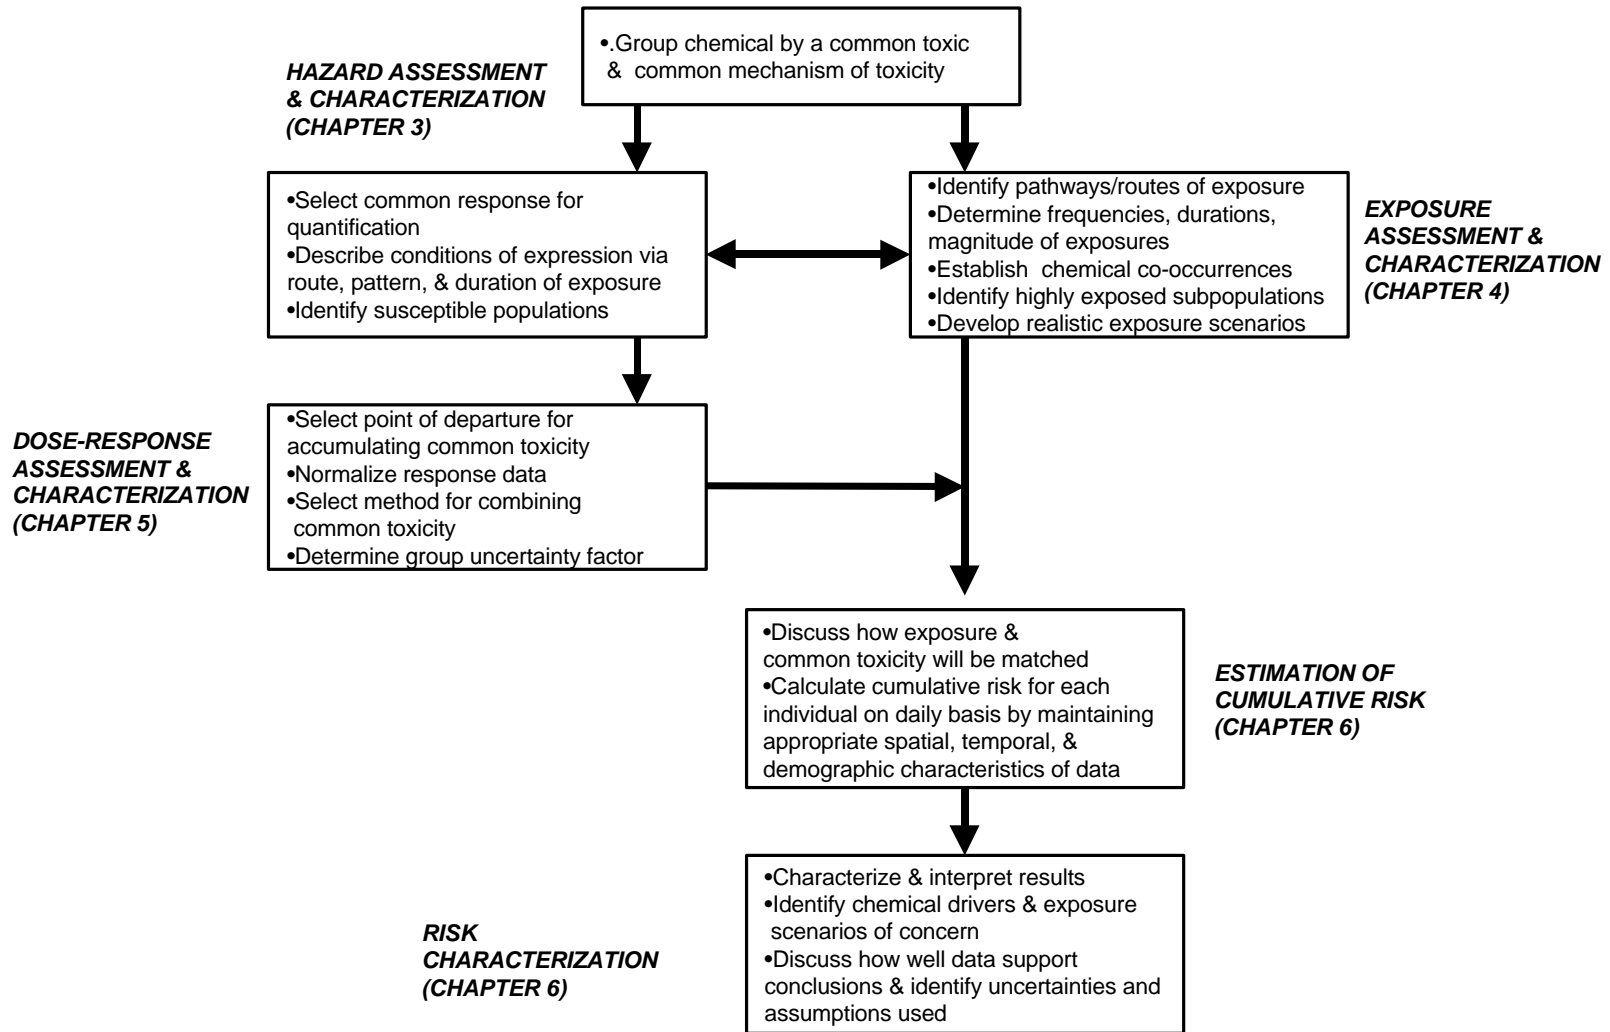 •.Group chemical by a common toxic
& common mechanism of toxicity
HAZARD ASSESSMENT
& CHARACTERIZATION
(CHAPTER 3)
•Select common response for
quantification
•Describe conditions of expression via
route, pattern, & duration of exposure
•Identify susceptible populations
•Identify pathways/routes of exposure
•Determine frequencies, durations,
magnitude of exposures
•Establish chemical co-occurrences
•Identify highly exposed subpopulations
•Develop realistic exposure scenarios
EXPOSURE
ASSESSMENT &
CHARACTERIZATION
(CHAPTER 4)
DOSE-RESPONSE
ASSESSMENT &
CHARACTERIZATION
(CHAPTER 5)
•Select point of departure for
accumulating common toxicity
•Normalize response data
•Select method for combining
common toxicity
•Determine group uncertainty factor
•Discuss how exposure &
common toxicity will be matched
•Calculate cumulative risk for each
individual on daily basis by maintaining
appropriate spatial, temporal, &
demographic characteristics of data
ESTIMATION OF
CUMULATIVE RISK
(CHAPTER 6)
RISK
CHARACTERIZATION
(CHAPTER 6)
•Characterize & interpret results
•Identify chemical drivers & exposure
scenarios of concern
•Discuss how well data support
conclusions & identify uncertainties and
assumptions used